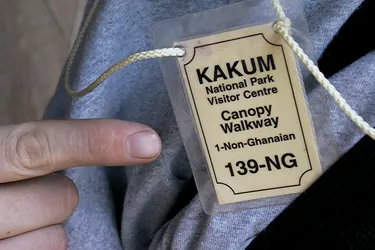 KAKUM
National Park
Visitor Centre
Canopy
Walkway
1-Non-Ghanaian
139-NG